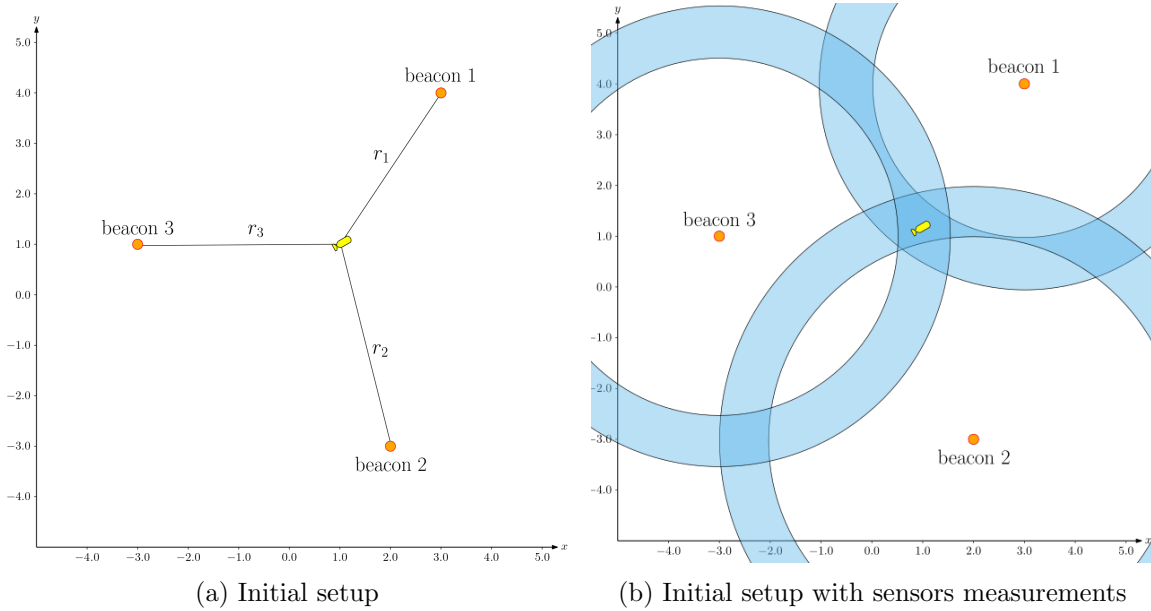 y
5.0
4.0
3.0
2.0
1.0
0.0
−1.0
−2.0
−3.0
−4.0
−4.0 −3.0 −2.0 −1.0 0.0 1.0 2.0 3.0 4.0 5.0 x
beacon 1
r1
beacon 3
r3
r2
beacon 2
(a) Initial setup
y
5.0
4.0
3.0
2.0
1.0
0.0
−1.0
−2.0
−3.0
−4.0
−4.0 −3.0 −2.0 −1.0 0.0 1.0 2.0 3.0 4.0 5.0 x
beacon 1
beacon 3
beacon 2
(b) Initial setup with sensors measurements